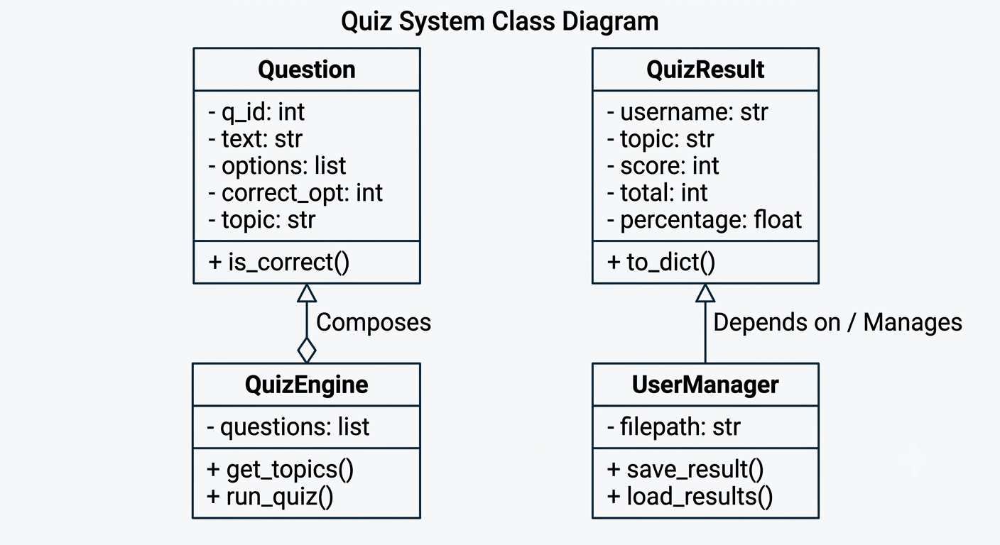 Quiz System Class Diagram
Question
- q_id: int
- text: str
- options: list
- correct_opt: int
- topic: str
+ is_correct()
QuizResult
- username: str
- topic: str
- score: int
- total: int
- percentage: float
+ to_dict()
Composes
Depends on / Manages
QuizEngine
- questions: list
+ get_topics()
+ run_quiz()
UserManager
- filepath: str
+ save_result()
+ load_results()